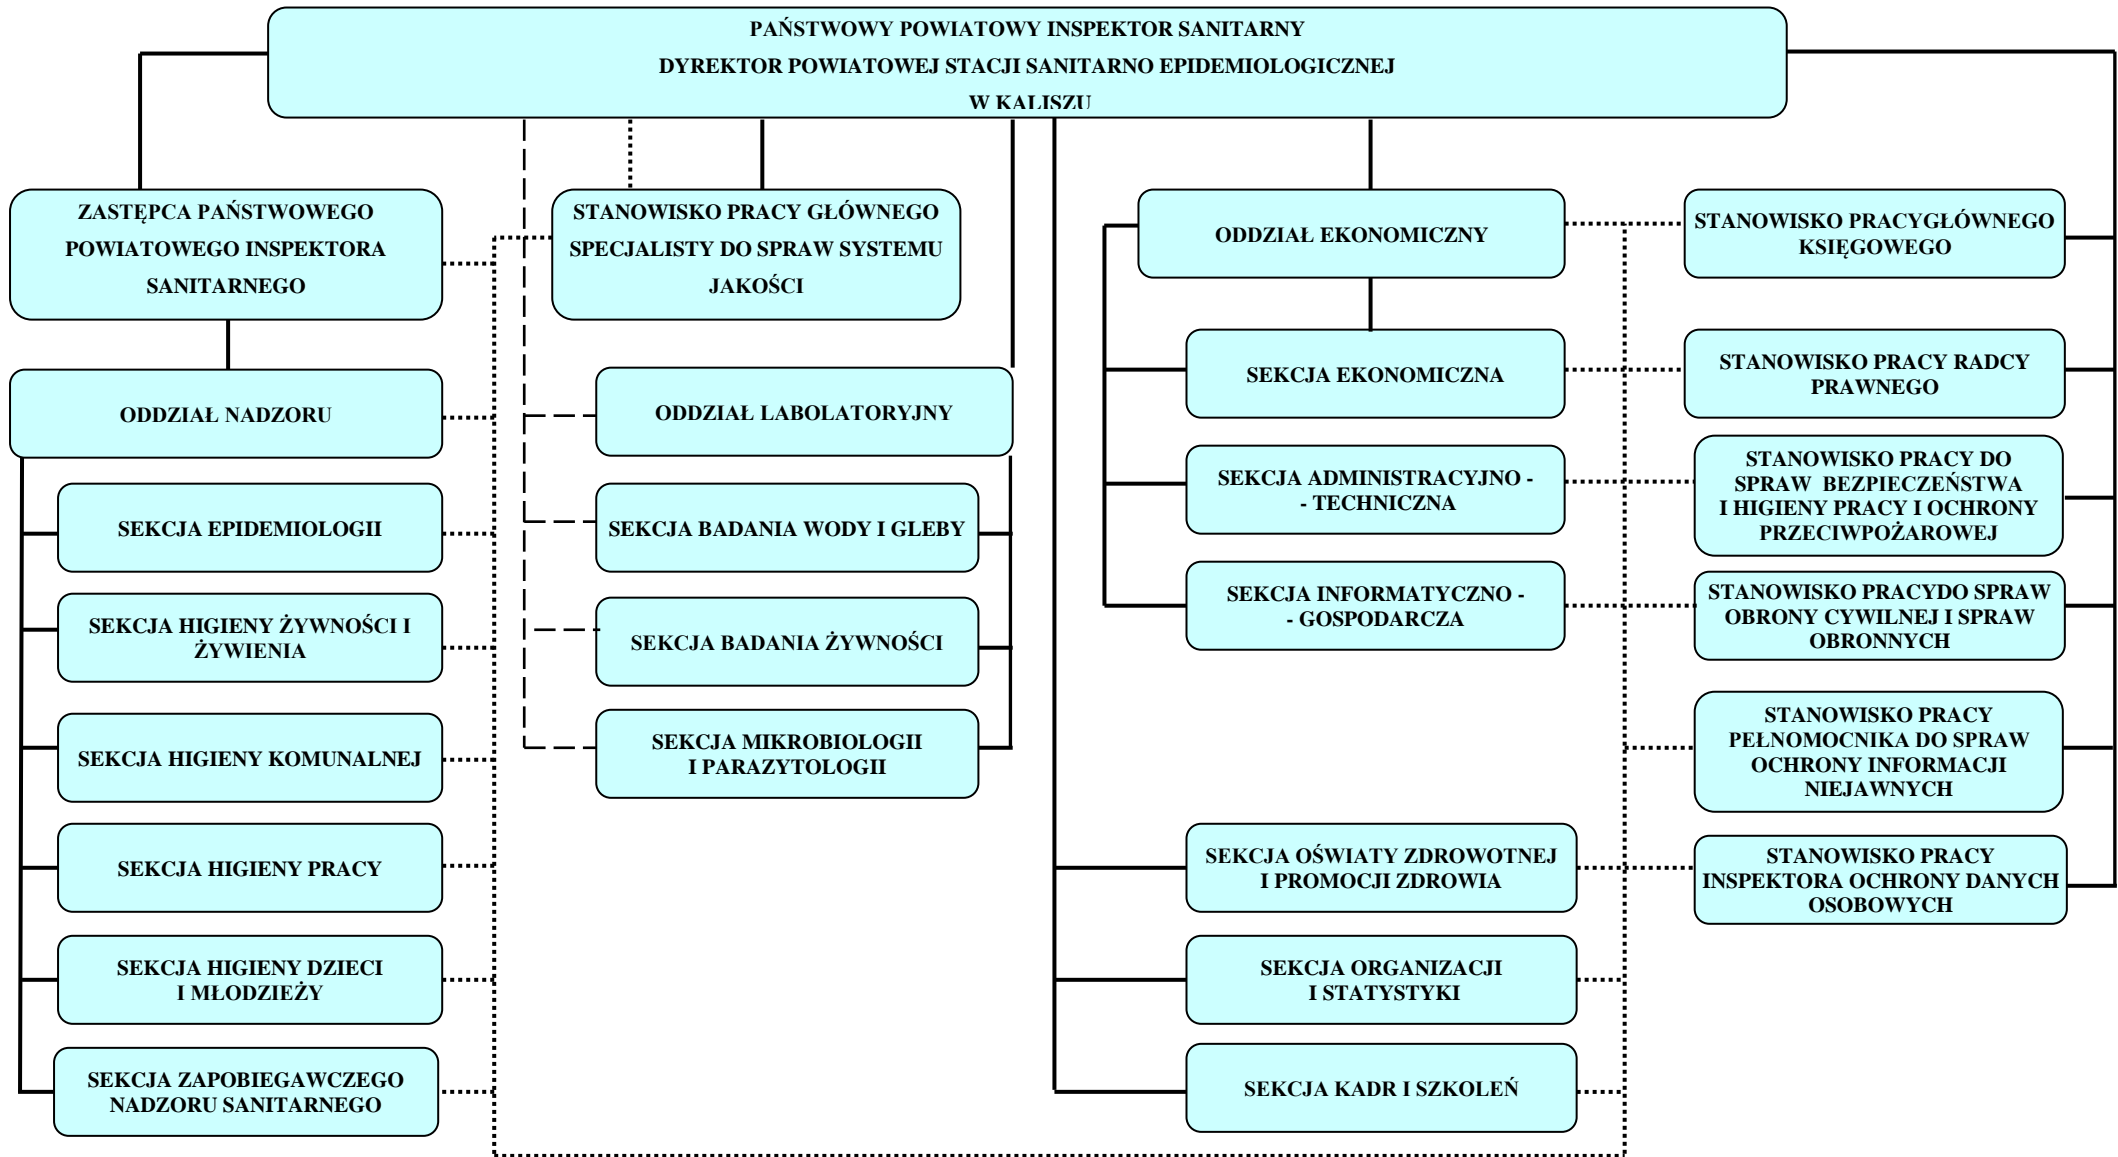 PAŃSTWOWY POWIATOWY INSPEKTOR SANITARNY
DYREKTOR POWIATOWEJ STACJI SANITARNO EPIDEMIOLOGICZNEJ
W KALISZU
ZASTĘPCA PAŃSTWOWEGO
POWIATOWEGO INSPEKTORA
SANITARNEGO
ODDZIAŁ NADZORU
SEKCJA EPIDEMIOLOGII
SEKCJA HIGIENY ŻYWNOŚCI I
ŻYWIENIA
SEKCJA HIGIENY KOMUNALNEJ
SEKCJA HIGIENY PRACY
SEKCJA HIGIENY DZIECI
I MŁODZIEŻY
SEKCJA ZAPOBIEGAWCZEGO
NADZORU SANITARNEGO
STANOWISKO PRACY GŁÓWNEGO
SPECJALISTY DO SPRAW SYSTEMU
JAKOŚCI
ODDZIAŁ LABOLATORYJNY
SEKCJA BADANIA WODY I GLEBY
SEKCJA BADANIA ŻYWNOŚCI
SEKCJA MIKROBIOLOGII
I PARAZYTOLOGII
ODDZIAŁ EKONOMICZNY
SEKCJA EKONOMICZNA
SEKCJA ADMINISTRACYJNO -
- TECHNICZNA
SEKCJA INFORMATYCZNO -
- GOSPODARCZA
SEKCJA OŚWIATY ZDROWOTNEJ
I PROMOCJI ZDROWIA
SEKCJA ORGANIZACJI
I STATYSTYKI
SEKCJA KADR I SZKOLEŃ
STANOWISKO PRACYGŁÓWNEGO
KSIĘGOWEGO
STANOWISKO PRACY RADCY
PRAWNEGO
STANOWISKO PRACY DO
SPRAW  BEZPIECZEŃSTWA
I HIGIENY PRACY I OCHRONY
PRZECIWPOŻAROWEJ
STANOWISKO PRACYDO SPRAW
OBRONY CYWILNEJ I SPRAW
OBRONNYCH
STANOWISKO PRACY
PEŁNOMOCNIKA DO SPRAW
OCHRONY INFORMACJI
NIEJAWNYCH
STANOWISKO PRACY
INSPEKTORA OCHRONY DANYCH
OSOBOWYCH